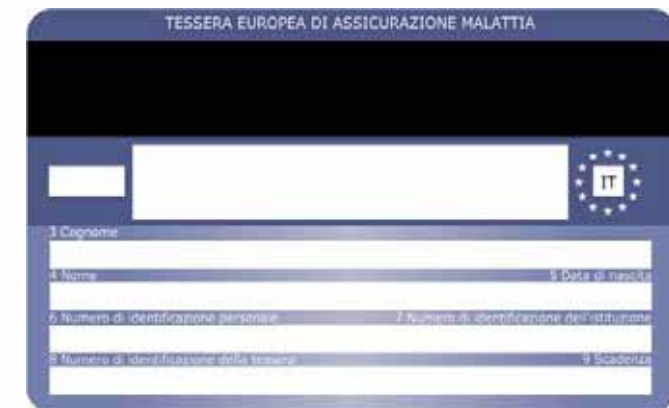 TESSERA EUROPEA DI ASSICURAZIONE MALATTIA
IT
3 Cognome
4 Nome 5 Data di nascita
6 Numero di identificazione personale 7 Numero di identificazione dell'istituzione
8 Numero di identificazione della tessera 9 Scadenza